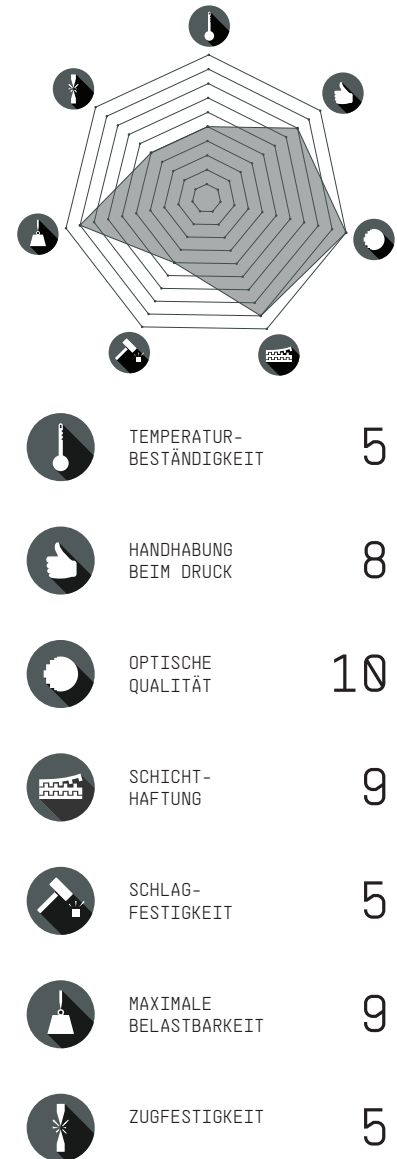 TEMPERATUR-
BESTÄNDIGKEIT
5
HANDHABUNG
BEIM DRUCK
8
OPTISCHE
QUALITÄT
10
SCHICHT-
HAFTUNG
9
SCHLAG-
FESTIGKEIT
5
MAXIMALE
BELASTBARKEIT
9
ZUGFESTIGKEIT
5